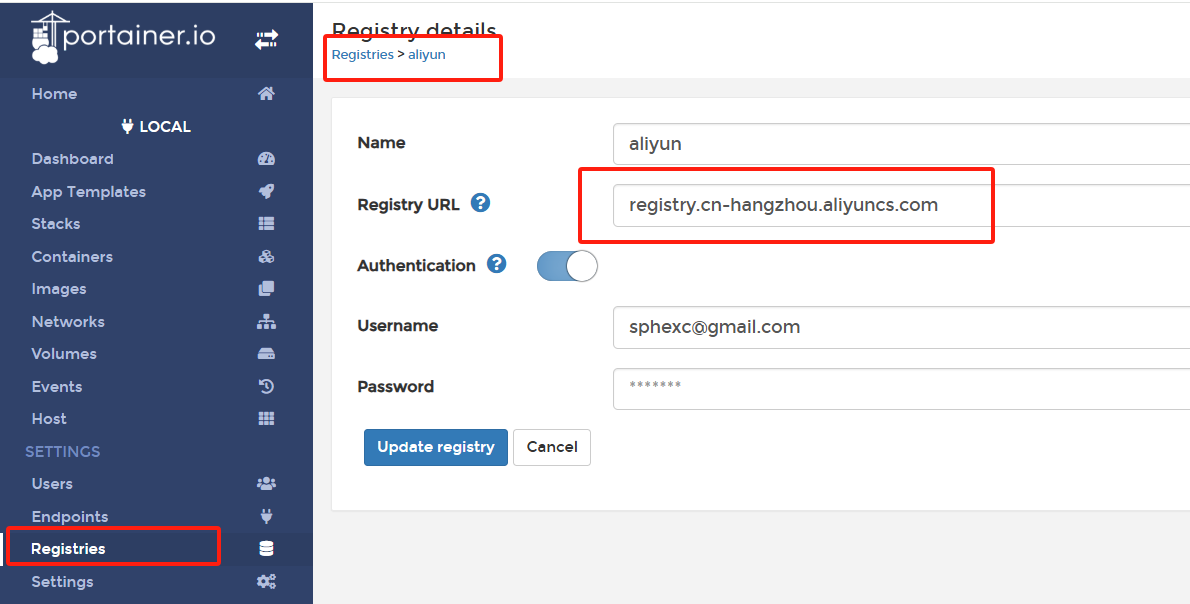 portainer.io
Home
LOCAL
Dashboard
App Templates
Stacks
Containers
Images
Networks
Volumes
Events
Host
SETTINGS
Users
Endpoints
Registries
Settings
Registry details
Registries > aliyun
Name aliyun
Registry URL ? registry.cn-hangzhou.aliyuncs.com
Authentication ?
Username sphexc@gmail.com
Password *******
Update registry Cancel